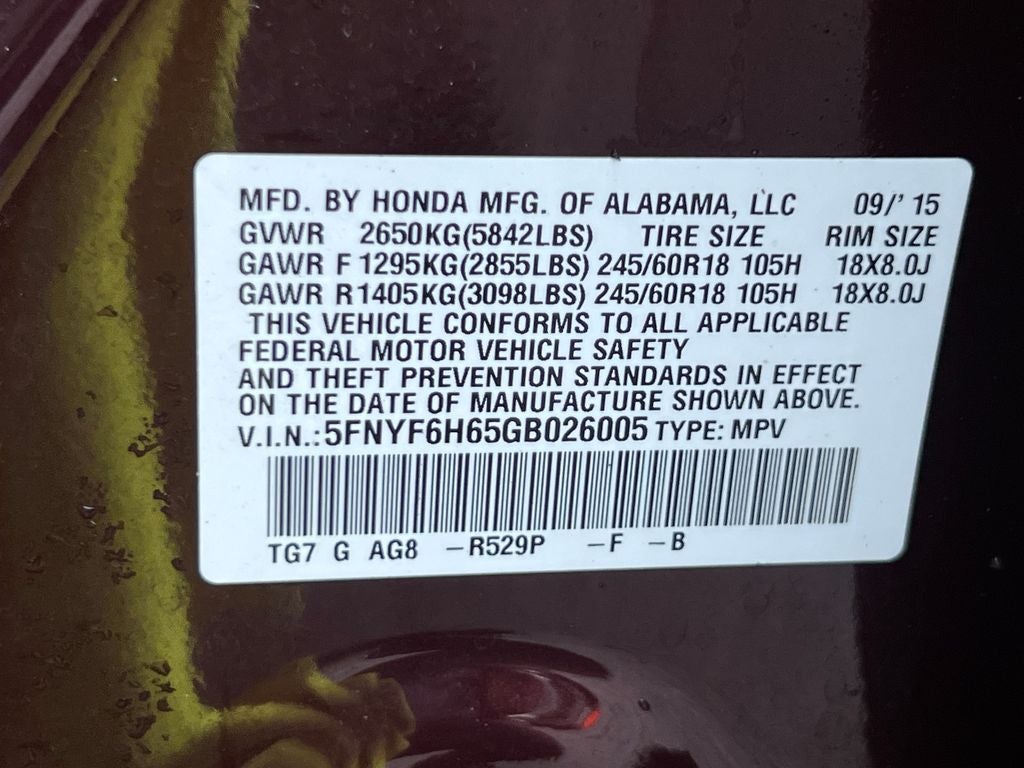 MFD. BY HONDA MFG. OF ALABAMA, LLC 09/' 15
GVWR 2650KG(5842LBS) TIRE SIZE RIM SIZE
GAWR F 1295KG(2855LBS) 245/60R18 105H 18X8.0J
GAWR R1405KG(3098LBS) 245/60R18 105H 18X8.0J
THIS VEHICLE CONFORMS TO ALL APPLICABLE
FEDERAL MOTOR VEHICLE SAFETY
AND THEFT PREVENTION STANDARDS IN EFFECT
ON THE DATE OF MANUFACTURE SHOWN ABOVE.
V.I.N.:5FNYF6H65GB026005 TYPE: MPV
TG7 G AG8 -R529P -F -B